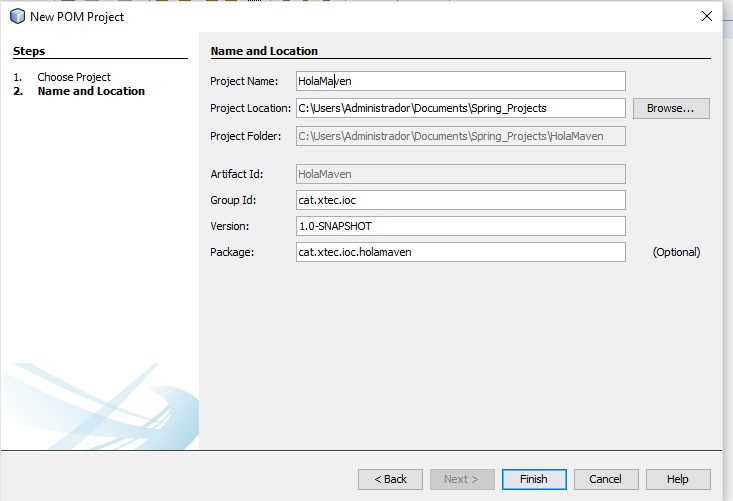 New POM Project
Steps
1. Choose Project
2. Name and Location
Name and Location
Project Name: HolaMaven
Project Location: C:\Users\Administrador\Documents\Spring_Projects Browse...
Project Folder: C:\Users\Administrador\Documents\Spring_Projects\HolaMaven
Artifact Id: HolaMaven
Group Id: cat.xtec.ioc
Version: 1.0-SNAPSHOT
Package: cat.xtec.ioc.holamaven (Optional)
< Back Next > Finish Cancel Help